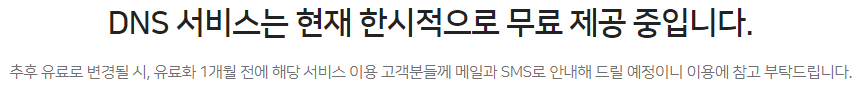 DNS 서비스는 현재 한시적으로 무료 제공 중입니다.
추후 유료로 변경될 시, 유료화 1개월 전에 해당 서비스 이용 고객분들께 메일과 SMS로 안내해 드릴 예정이니 이용에 참고 부탁드립니다.